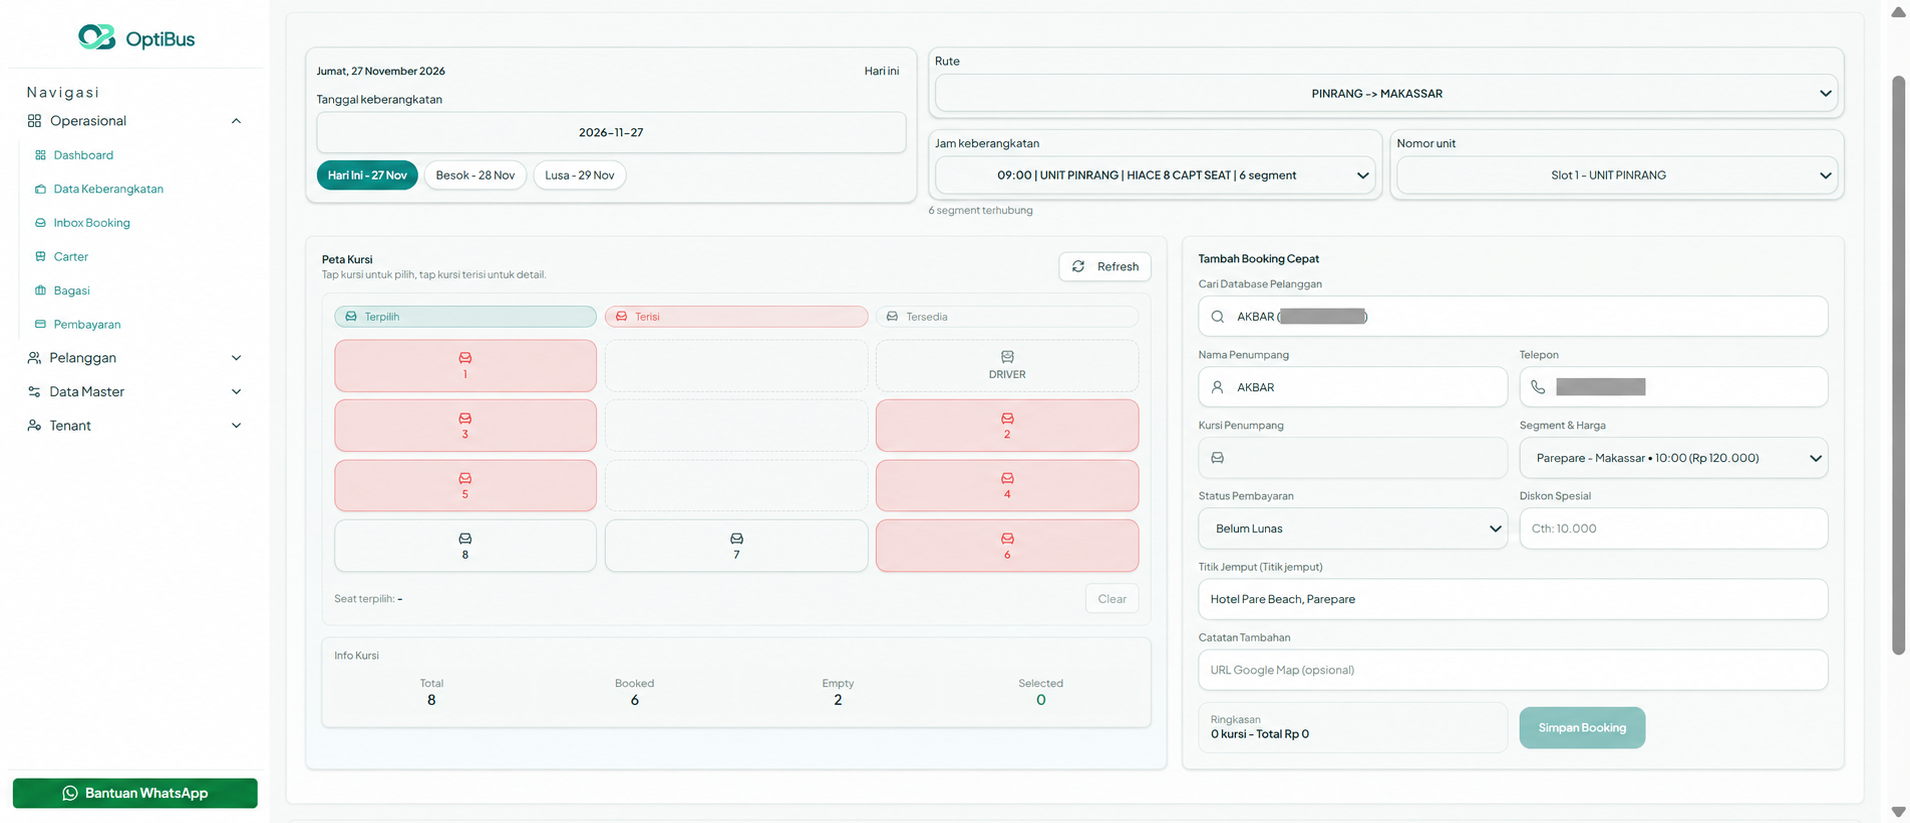 OptiBus
Navigasi
Operasional
Dashboard
Data Keberangkatan
Inbox Booking
Carter
Bagasi
Pembayaran
Pelanggan
Data Master
Tenant
Bantuan WhatsApp
Jumat, 27 November 2026
Hari ini
Tanggal keberangkatan
2026-11-27
Hari Ini - 27 Nov
Besok - 28 Nov
Lusa - 29 Nov
Rute
PINRANG -> MAKASSAR
Jam keberangkatan
09:00 | UNIT PINRANG | HIACE 8 CAPT SEAT | 6 segment
6 segment terhubung
Nomor unit
Slot 1 - UNIT PINRANG
Peta Kursi
Tap kursi untuk pilih, tap kursi terisi untuk detail.
Refresh
Terpilih
Terisi
Tersedia
1
DRIVER
3
2
5
4
8
7
6
Seat terpilih: -
Clear
Info Kursi
Total
8
Booked
6
Empty
2
Selected
0
Tambah Booking Cepat
Cari Database Pelanggan
AKBAR ( )
Nama Penumpang
AKBAR
Telepon
Kursi Penumpang
Segment & Harga
Parepare - Makassar • 10:00 (Rp 120.000)
Status Pembayaran
Belum Lunas
Diskon Spesial
Cth: 10.000
Titik Jemput (Titik jemput)
Hotel Pare Beach, Parepare
Catatan Tambahan
URL Google Map (opsional)
Ringkasan
0 kursi - Total Rp 0
Simpan Booking